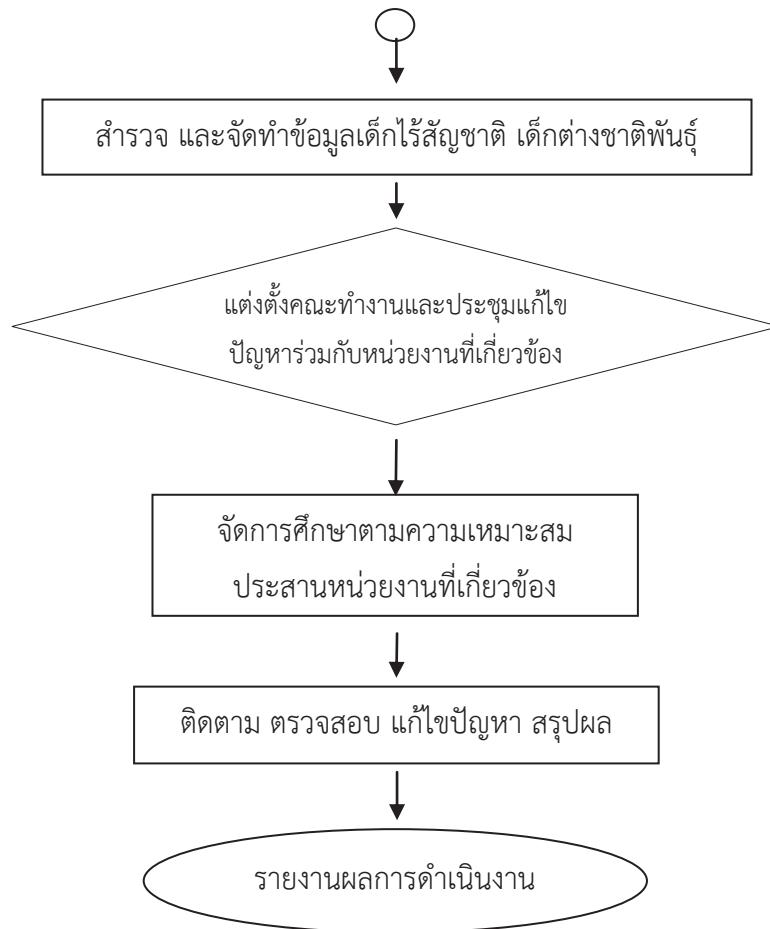 สำรวจ และจัดทำข้อมูลเด็กไร้สัญชาติ เด็กต่างชาติพันธุ์
แต่งตั้งคณะทำงานและประชุมแก้ไข
ปัญหาร่วมกับหน่วยงานที่เกี่ยวข้อง
จัดการศึกษาตามความเหมาะสม
ประสานหน่วยงานที่เกี่ยวข้อง
ติดตาม ตรวจสอบ แก้ไขปัญหา สรุปผล
รายงานผลการดำเนินงาน